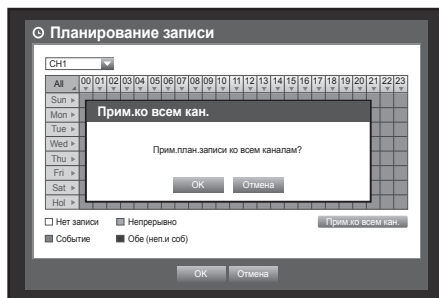 Планирование записи
CH1
All 00 01 02 03 04 05 06 07 08 09 10 11 12 13 14 15 16 17 18 19 20 21 22 23
Sun
Mon
Tue
Wed
Thu
Fri
Sat
Hol
Прим.ко всем кан.
Прим.план.записи ко всем каналам?
OK Отмена
Нет записи Непрерывно Прим.ко всем кан.
Событие Обе (неп.и соб)
OK Отмена